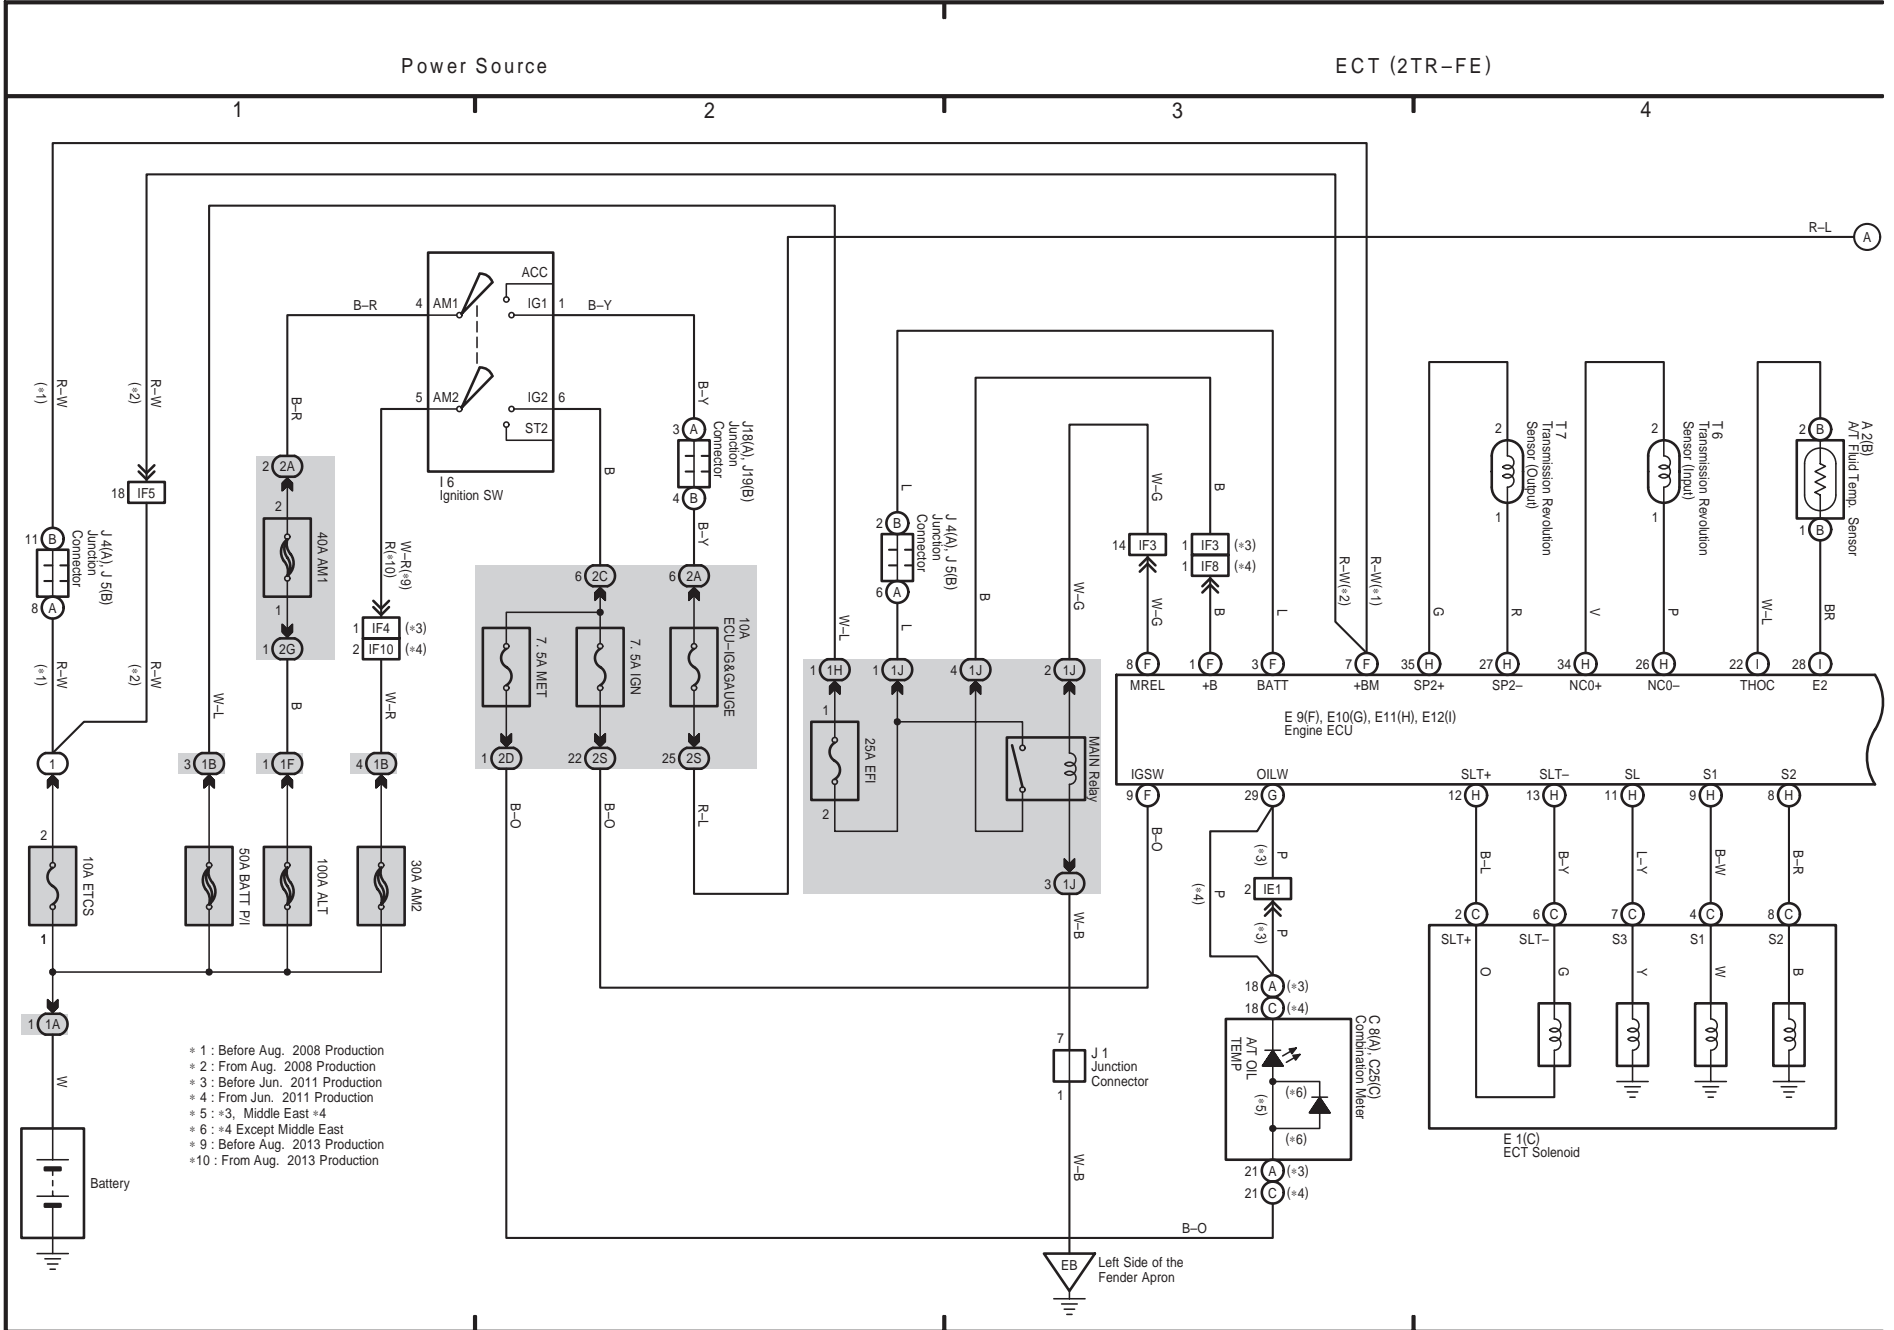 Power Source
ECT (2TR–FE)
1
2
3
4
R–L
A
ACC
B–R
4
AM1
IG1
1
B–Y
5
AM2
IG2
6
ST2
I 6
Ignition SW
R–W
(∗1)
R–W
(∗2)
B–R
B–Y
B
L
B
W–G
W–G
B
18
IF5
2
2A
2
40A AM1
1
1
2G
W–R(∗9)
R(∗10)
1
IF4
(∗3)
2
IF10
(∗4)
3
A
J18(A), J19(B)
Junction
Connector
4
B
B–Y
11
B
J 4(A), J 5(B)
Junction
Connector
8
A
R–W
(∗1)
R–W
(∗2)
W–L
B
W–R
6
2C
6
2A
7. 5A MET
7. 5A IGN
10A
ECU–IG&GAUGE
1
2D
22
2S
25
2S
B–O
B–O
R–L
2
B
J 4(A), J 5(B)
Junction
Connector
6
A
W–L
L
14
IF3
1
IF3
(∗3)
1
IF8
(∗4)
W–G
B
L
R–W(∗2)
R–W(∗1)
2
T 7
Transmission Revolution
Sensor (Output)
1
2
T 6
Transmission Revolution
Sensor (Input)
1
2
B
A 2(B)
A/T Fluid Temp. Sensor
1
B
G
R
V
P
W–L
BR
1
1H
1
1J
4
1J
2
1J
1
25A EFI
2
MAIN Relay
3
1J
8
F
1
F
3
F
7
F
35
H
27
H
34
H
26
H
22
I
28
I
MREL
+B
BATT
+BM
SP2+
SP2–
NC0+
NC0–
THOC
E2
E 9(F), E10(G), E11(H), E12(I)
Engine ECU
IGSW
OILW
SLT+
SLT–
SL
S1
S2
9
F
29
G
12
H
13
H
11
H
9
H
8
H
1
3
1B
1
1F
4
1B
2
10A ETCS
1
50A BATT P/I
100A ALT
30A AM2
1
1A
W
Battery
B–O
P
(∗3)
P
(∗4)
2
IE1
P
(∗3)
B–L
B–Y
L–Y
B–W
B–R
2
C
6
C
7
C
4
C
8
C
SLT+
SLT–
S3
S1
S2
O
G
Y
W
B
E 1(C)
ECT Solenoid
W–B
7
J 1
Junction
Connector
1
W–B
18
A
(∗3)
18
C
(∗4)
A/T OIL
TEMP
(∗5)
(∗6)
(∗6)
C 8(A), C25(C)
Combination Meter
21
A
(∗3)
21
C
(∗4)
B–O
EB
Left Side of the
Fender Apron
∗ 1 : Before Aug. 2008 Production
∗ 2 : From Aug. 2008 Production
∗ 3 : Before Jun. 2011 Production
∗ 4 : From Jun. 2011 Production
∗ 5 : ∗3, Middle East ∗4
∗ 6 : ∗4 Except Middle East
∗ 9 : Before Aug. 2013 Production
∗10 : From Aug. 2013 Production